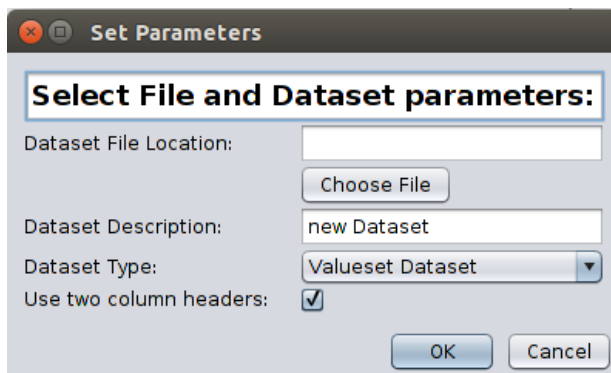 Set Parameters
Select File and Dataset parameters:
Dataset File Location:
Choose File
Dataset Description: new Dataset
Dataset Type: Valueset Dataset
Use two column headers:
OK Cancel